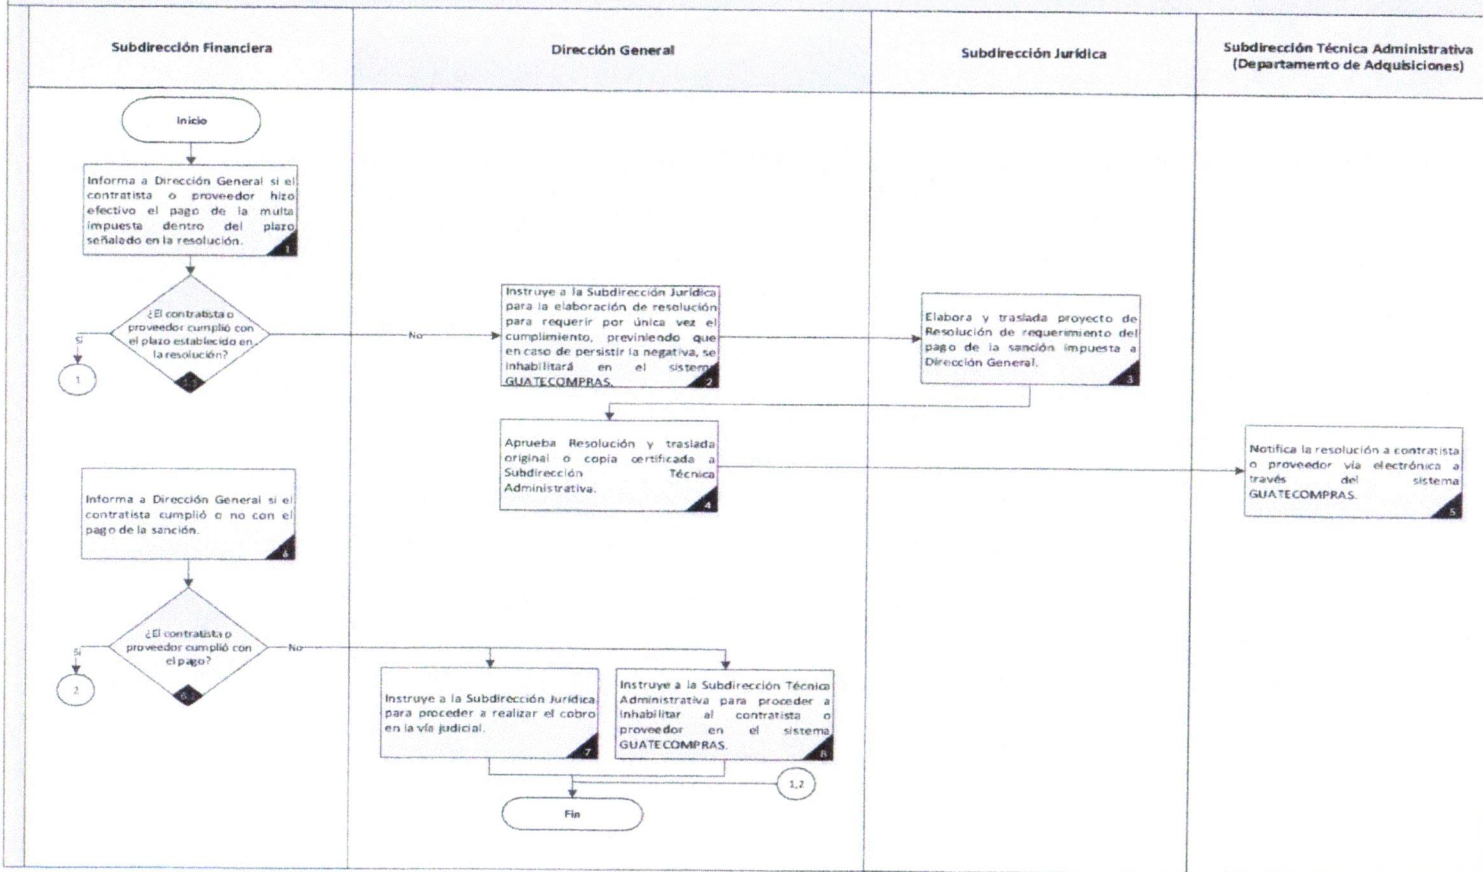 Subdirección Financiera
Dirección General
Subdirección Jurídica
Subdirección Técnica Administrativa
(Departamento de Adquisiciones)
Inicio
Informa a Dirección General si el
contratista o proveedor hizo
efectivo el pago de la multa
impuesta dentro del plazo
señalado en la resolución.
1
¿El contratista o
proveedor cumplió con
el plazo establecido en
la resolución?
1.1
Sí
1
No
Instruye a la Subdirección Jurídica
para la elaboración de resolución
para requerir por única vez el
cumplimiento, previniendo que
en caso de persistir la negativa, se
inhabilitará en el sistema
GUATECOMPRAS.
2
Elabora y traslada proyecto de
Resolución de requerimiento del
pago de la sanción impuesta a
Dirección General.
3
Aprueba Resolución y traslada
original o copia certificada a
Subdirección Técnica
Administrativa.
4
Notifica la resolución a contratista
o proveedor vía electrónica a
través del sistema
GUATECOMPRAS.
5
Informa a Dirección General si el
contratista cumplió o no con el
pago de la sanción.
6
¿El contratista o
proveedor cumplió con
el pago?
6.1
Sí
2
No
Instruye a la Subdirección Jurídica
para proceder a realizar el cobro
en la vía judicial.
7
Instruye a la Subdirección Técnica
Administrativa para proceder a
inhabilitar al contratista o
proveedor en el sistema
GUATECOMPRAS.
8
1,2
Fin